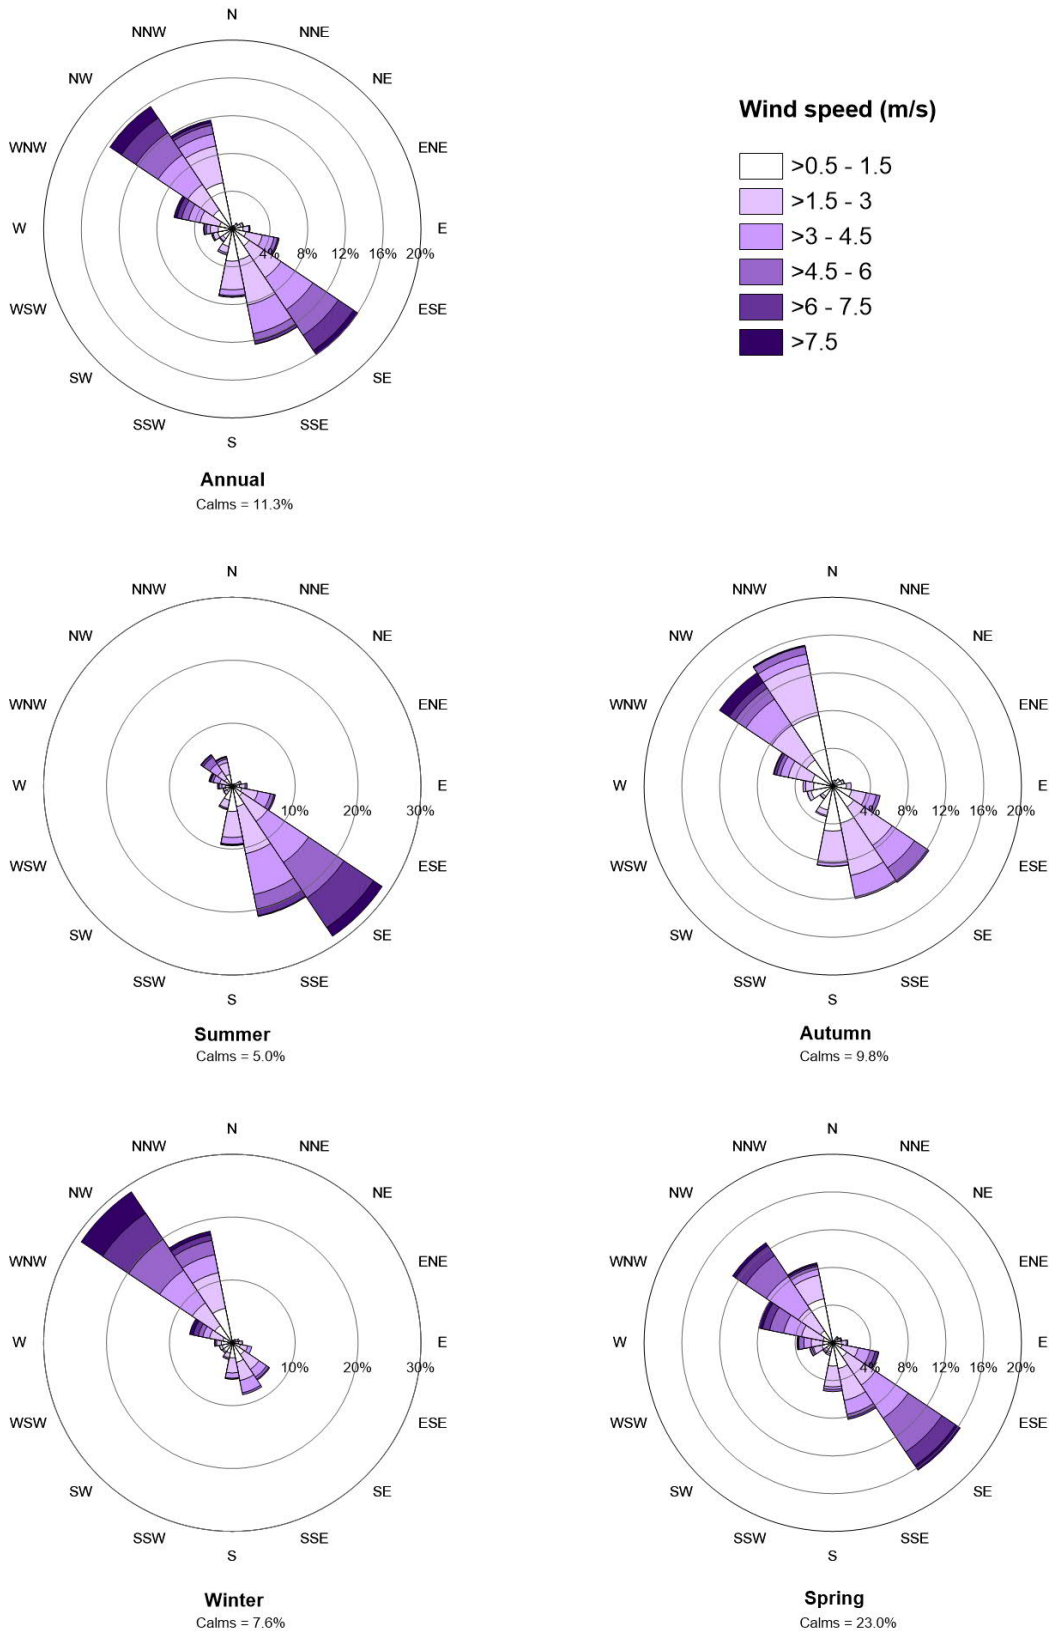 N
NNW
NNE
NW
NE
WNW
ENE
W
E
4% 8% 12% 16% 20%
WSW
ESE
SW
SE
SSW
SSE
S
Annual
Calms = 11.3%
Wind speed (m/s)
>0.5 - 1.5
>1.5 - 3
>3 - 4.5
>4.5 - 6
>6 - 7.5
>7.5
N
NNW
NNE
NW
NE
WNW
ENE
W
E
10% 20% 30%
WSW
ESE
SW
SE
SSW
SSE
S
Summer
Calms = 5.0%
N
NNW
NNE
NW
NE
WNW
ENE
W
E
4% 8% 12% 16% 20%
WSW
ESE
SW
SE
SSW
SSE
S
Autumn
Calms = 9.8%
N
NNW
NNE
NW
NE
WNW
ENE
W
E
10% 20% 30%
WSW
ESE
SW
SE
SSW
SSE
S
Winter
Calms = 7.6%
N
NNW
NNE
NW
NE
WNW
ENE
W
E
4% 8% 12% 16% 20%
WSW
ESE
SW
SE
SSW
SSE
S
Spring
Calms = 23.0%